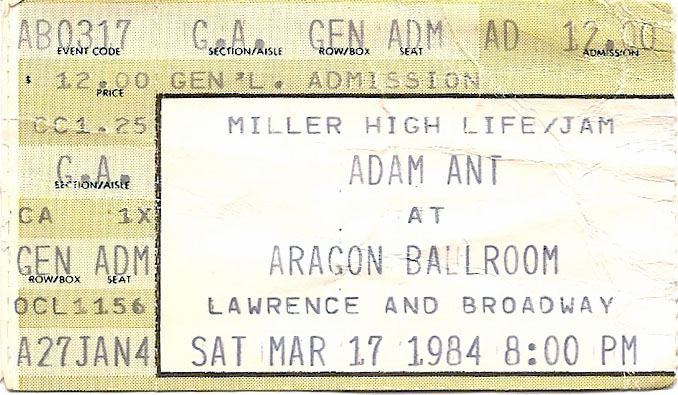 AB0317 G.A. GEN ADM AD 12.00
EVENT CODE SECTION/AISLE ROW/BOX SEAT ADMISSION
$ 12.00 GEN'L. ADMISSION
PRICE
CC1.25
MILLER HIGH LIFE/JAM
G.A.
SECTION/AISLE
ADAM ANT
CA 1X
AT
GEN ADM
ROW/BOX SEAT
ARAGON BALLROOM
OCL1156
LAWRENCE AND BROADWAY
A27JAN4
SAT MAR 17 1984 8:00 PM